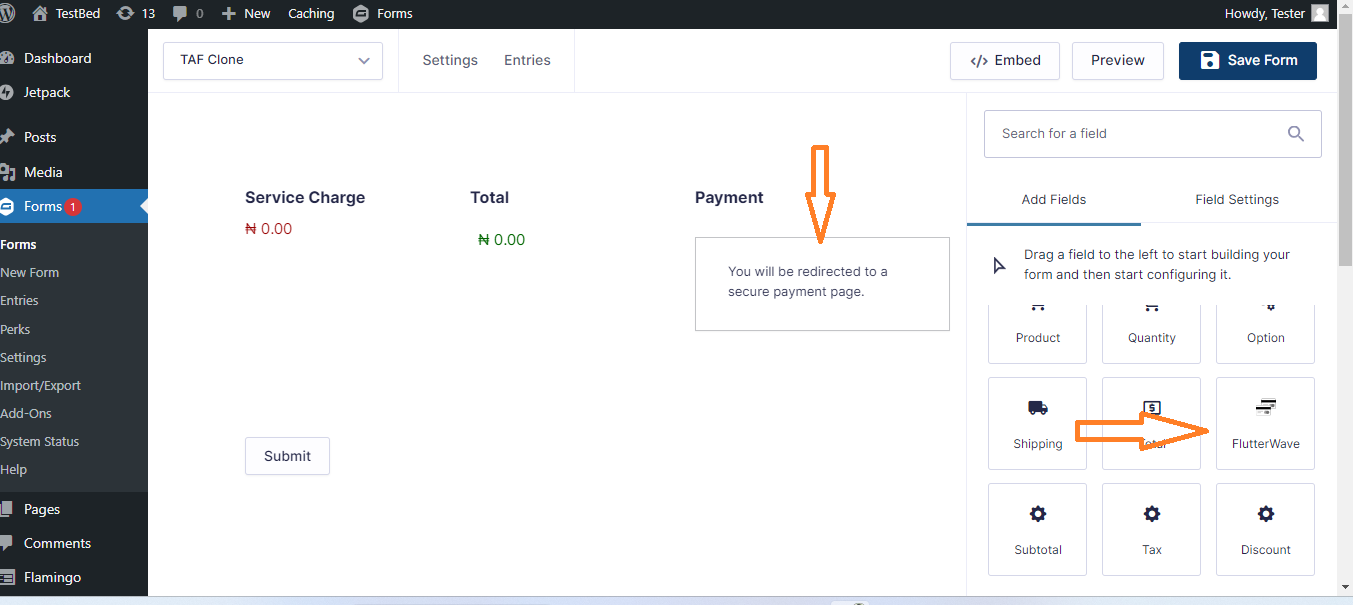 TestBed 13 0 New Caching Forms Howdy, Tester
Dashboard
Jetpack
Posts
Media
Forms 1
Forms
New Form
Entries
Perks
Settings
Import/Export
Add-Ons
System Status
Help
Pages
Comments
Flamingo
TAF Clone Settings Entries </> Embed Preview Save Form
Service Charge Total Payment
₦ 0.00
₦ 0.00
You will be redirected to a
secure payment page.
Submit
Search for a field
Add Fields Field Settings
Drag a field to the left to start building your
form and then start configuring it.
Product Quantity Option
Shipping FlutterWave
Subtotal Tax Discount